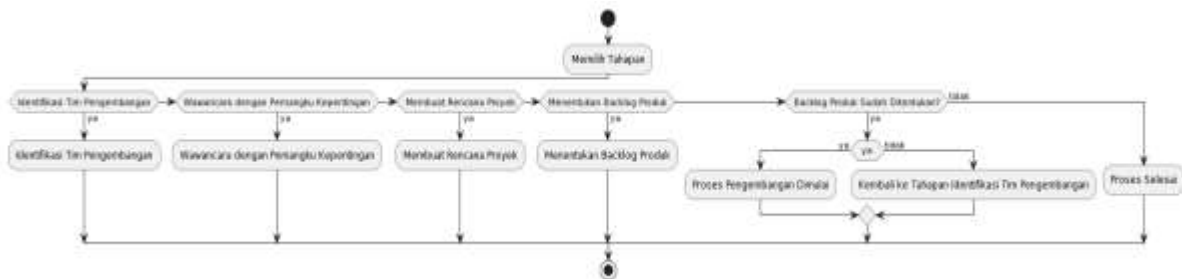 Memilih Tahapan
Identifikasi Tim Pengembangan
Wawancara dengan Pemangku Kepentingan
Membuat Rencana Proyek
Menentukan Backlog Produk
Backlog Produk Sudah Ditentukan?
tidak
ya
ya
ya
ya
ya
Identifikasi Tim Pengembangan
Wawancara dengan Pemangku Kepentingan
Membuat Rencana Proyek
Menentukan Backlog Produk
ya
ya
tidak
Proses Pengembangan Dimulai
Kembali ke Tahapan Identifikasi Tim Pengembangan
Proses Selesai